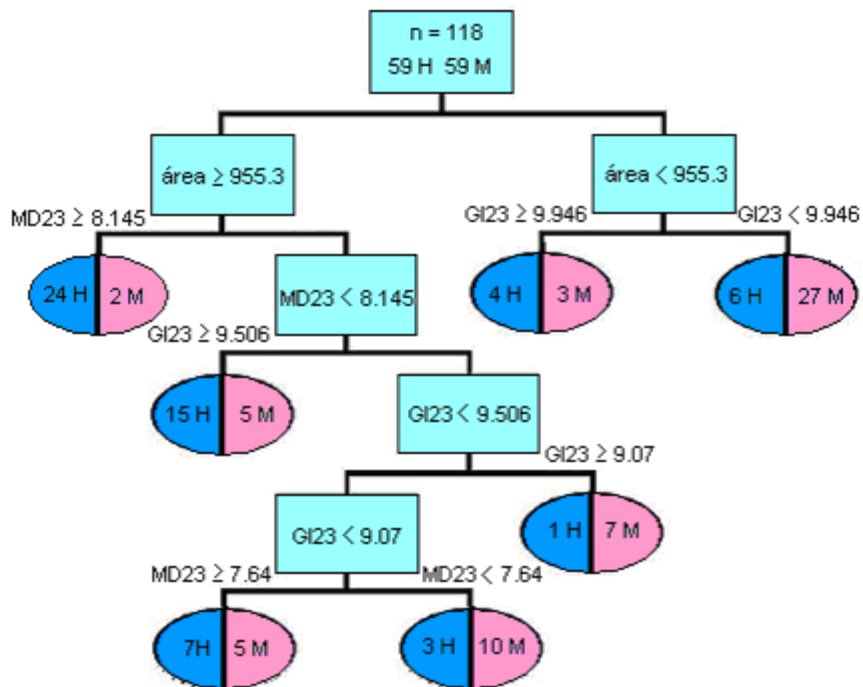 n = 118
59 H 59 M
área ≥ 955.3
área < 955.3
MD23 ≥ 8.145
GI23 ≥ 9.946
GI23 < 9.946
24 H
2 M
MD23 < 8.145
4 H
3 M
6 H
27 M
GI23 ≥ 9.506
15 H
5 M
GI23 < 9.506
GI23 ≥ 9.07
GI23 < 9.07
1 H
7 M
MD23 ≥ 7.64
MD23 < 7.64
7H
5 M
3 H
10 M